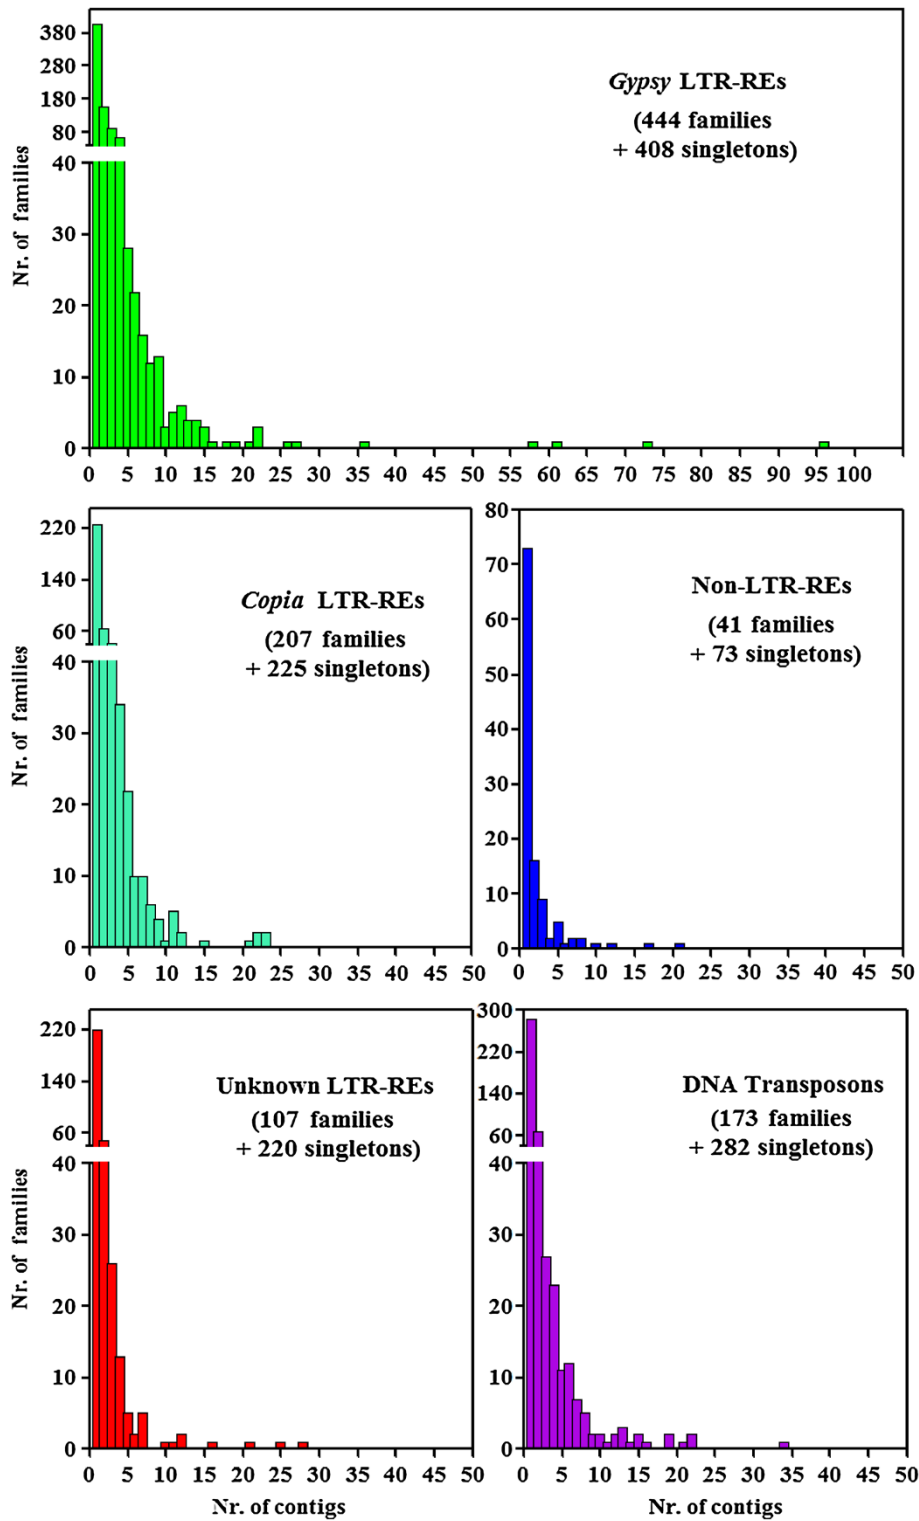 380
280
180
80
40
30
20
10
0
Nr. of families
Gypsy LTR-REs
(444 families
+ 408 singletons)
0 5 10 15 20 25 30 35 40 45 50 55 60 65 70 75 80 85 90 95 100
220
140
60
40
30
20
10
0
Nr. of families
Copia LTR-REs
(207 families
+ 225 singletons)
0 5 10 15 20 25 30 35 40 45 50
80
70
60
50
40
30
20
10
0
Non-LTR-REs
(41 families
+ 73 singletons)
0 5 10 15 20 25 30 35 40 45 50
220
140
60
40
30
20
10
0
Nr. of families
Unknown LTR-REs
(107 families
+ 220 singletons)
0 5 10 15 20 25 30 35 40 45 50
Nr. of contigs
300
220
140
60
40
30
20
10
0
DNA Transposons
(173 families
+ 282 singletons)
0 5 10 15 20 25 30 35 40 45 50
Nr. of contigs